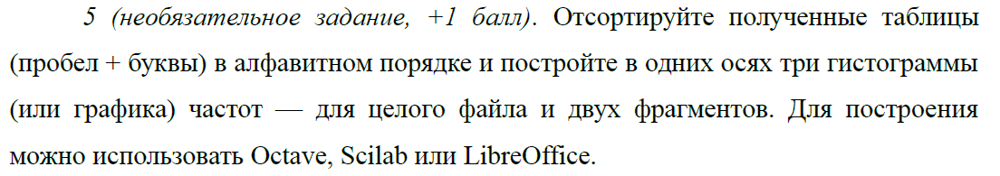 5 (необязательное задание, +1 балл). Отсортируйте полученные таблицы
(пробел + буквы) в алфавитном порядке и постройте в одних осях три гистограммы
(или графика) частот — для целого файла и двух фрагментов. Для построения
можно использовать Octave, Scilab или LibreOffice.